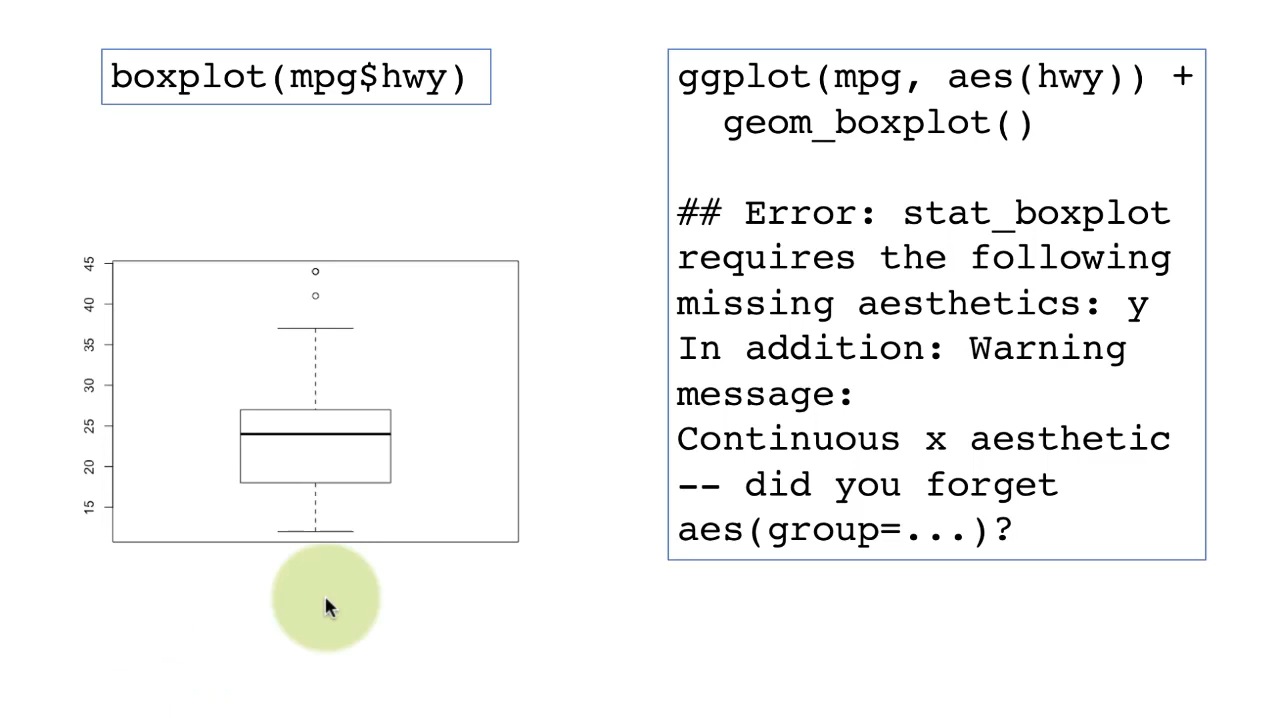 boxplot(mpg$hwy)
45
40
35
30
25
20
15
ggplot(mpg, aes(hwy)) +
  geom_boxplot()
## Error: stat_boxplot
requires the following
missing aesthetics: y
In addition: Warning
message:
Continuous x aesthetic
-- did you forget
aes(group=...)?